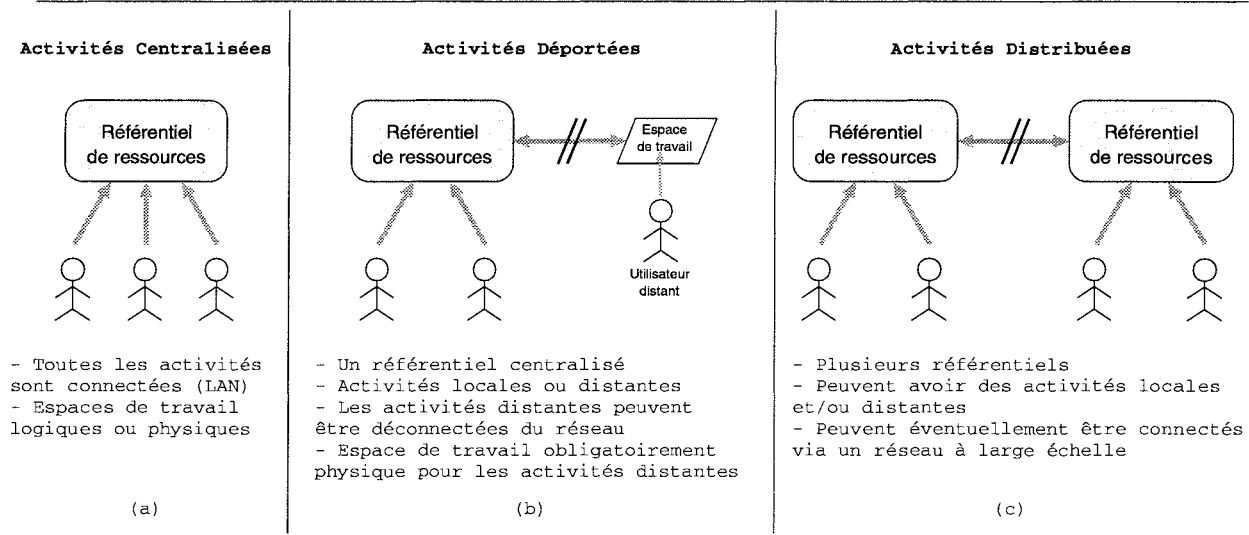 Activités Centralisées
Référentiel
de ressources
- Toutes les activités
sont connectées (LAN)
- Espaces de travail
logiques ou physiques
(a)
Activités Déportées
Référentiel
de ressources
Espace
de travail
Utilisateur
distant
- Un référentiel centralisé
- Activités locales ou distantes
- Les activités distantes peuvent
être déconnectées du réseau
- Espace de travail obligatoirement
physique pour les activités distantes
(b)
Activités Distribuées
Référentiel
de ressources
Référentiel
de ressources
- Plusieurs référentiels
- Peuvent avoir des activités locales
et/ou distantes
- Peuvent éventuellement être connectés
via un réseau à large échelle
(c)